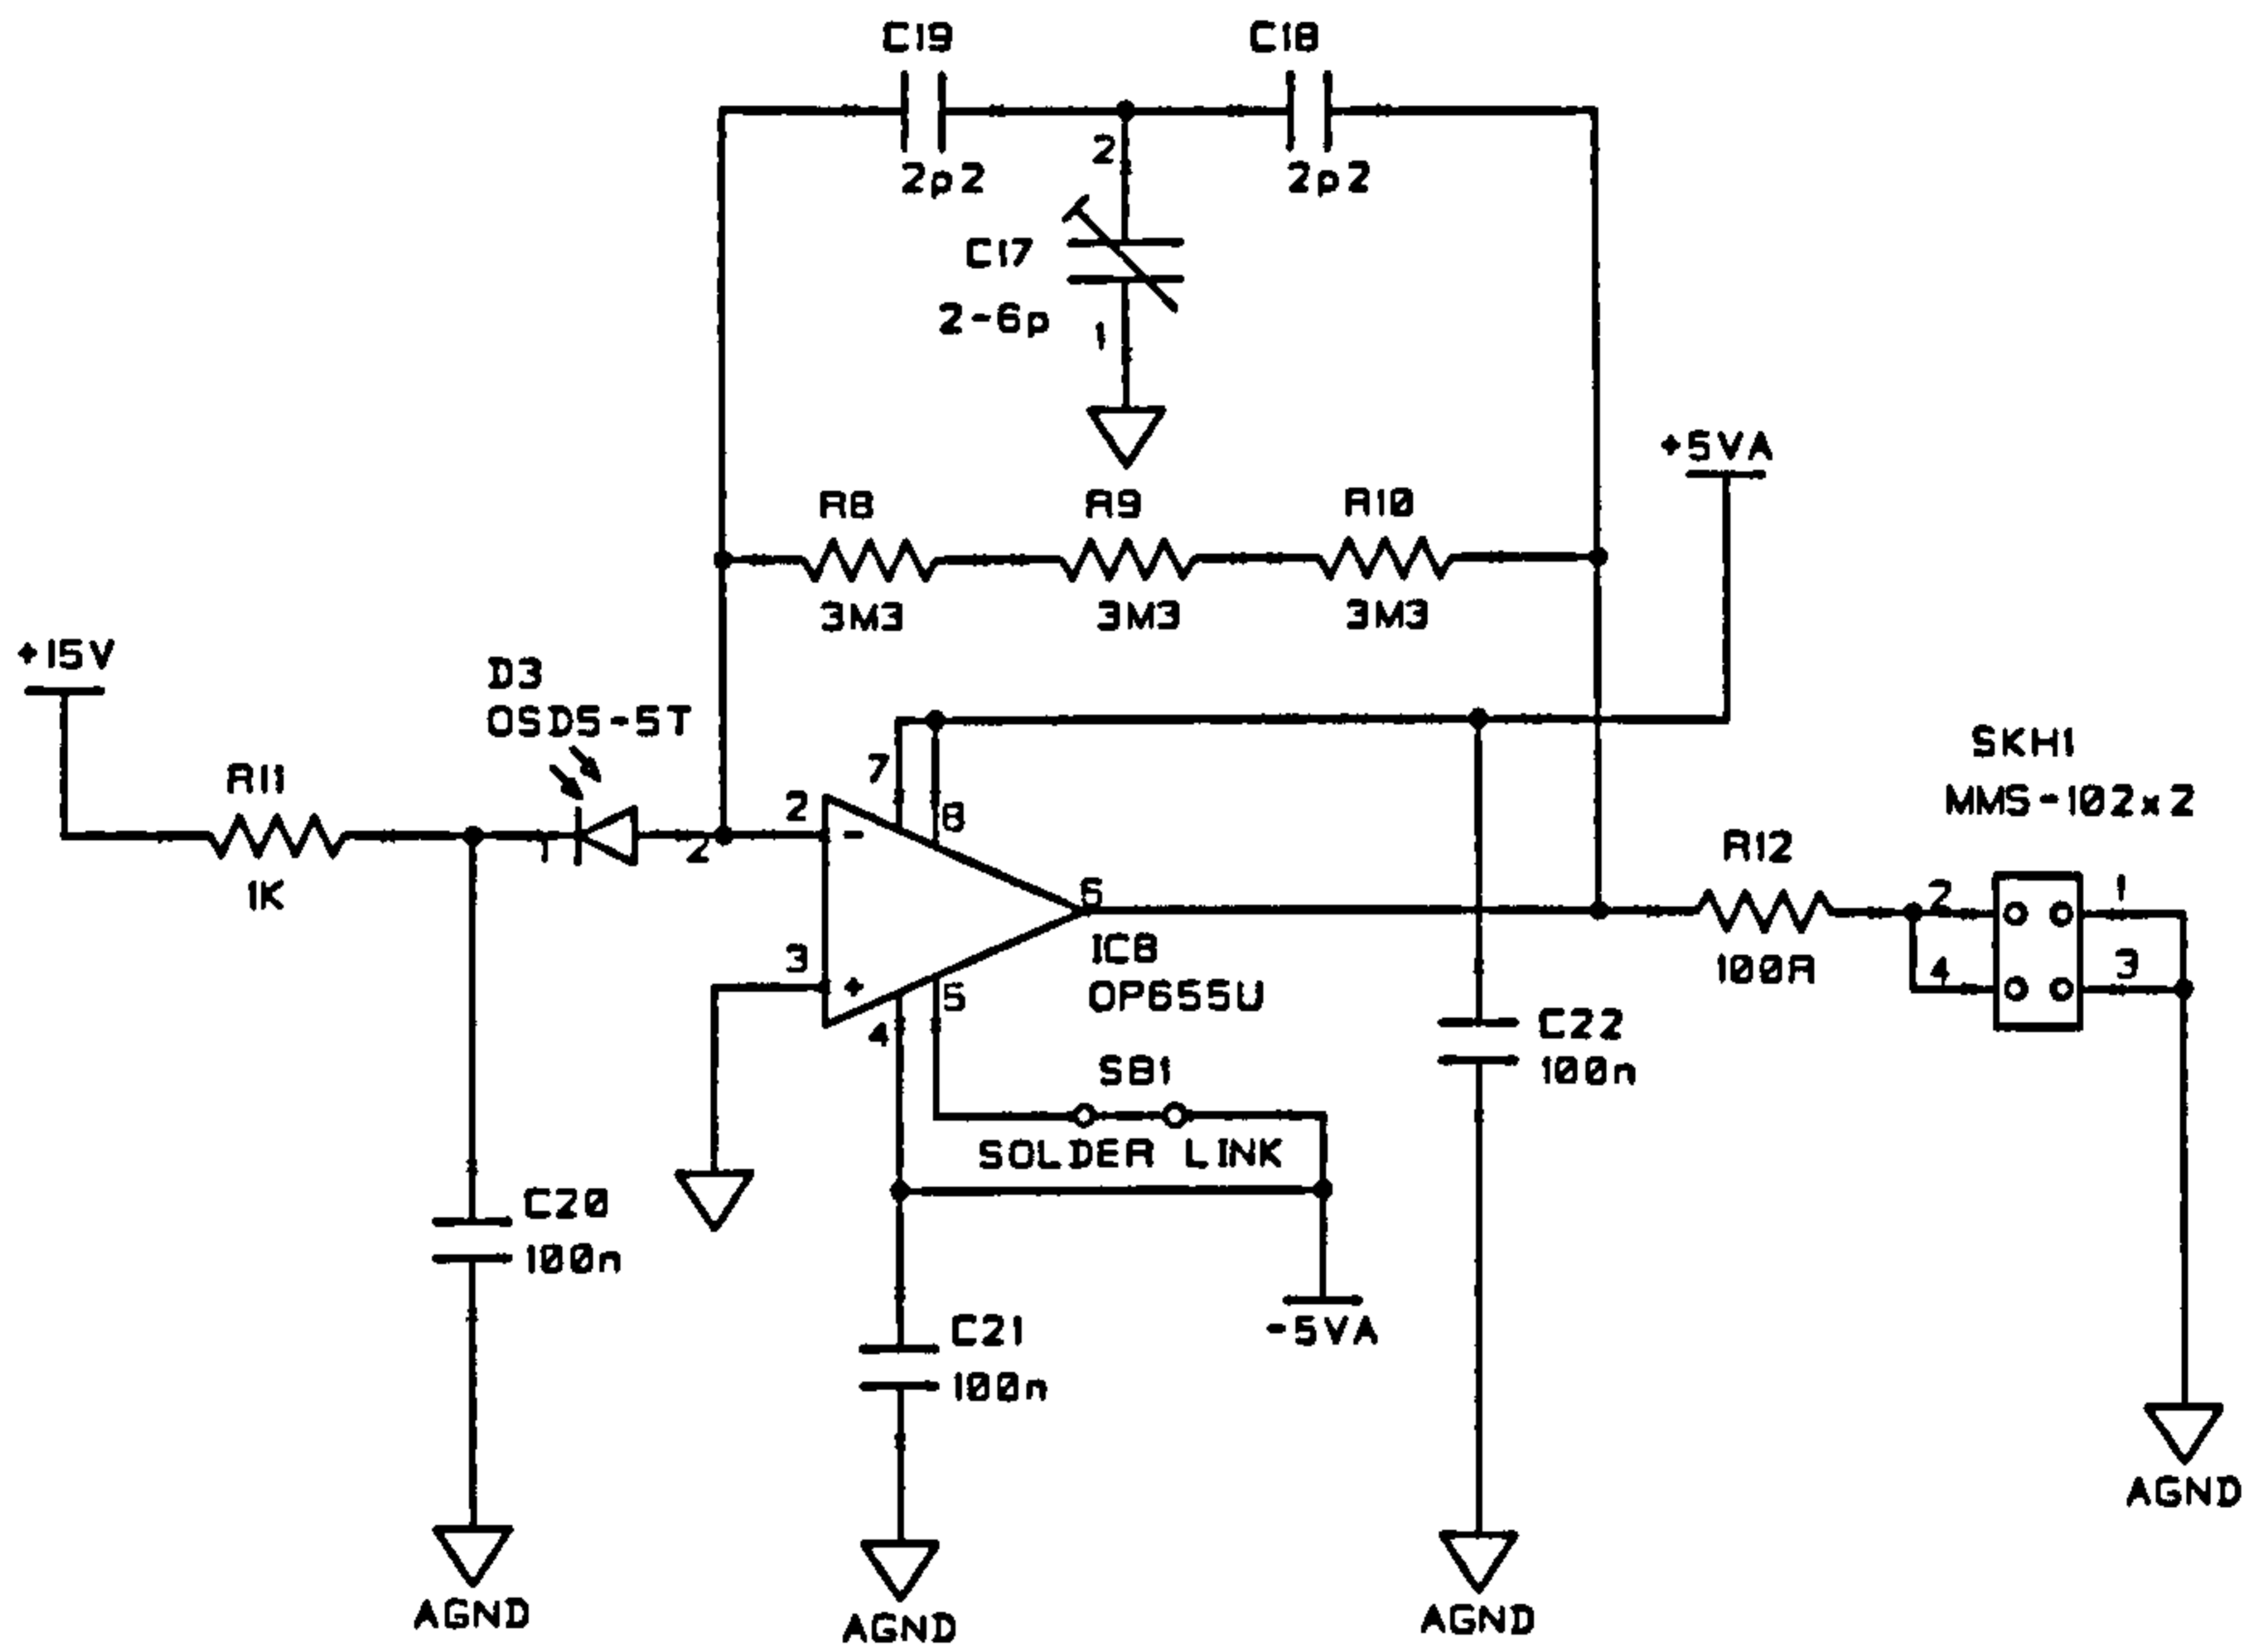 C19
C18
2
2p2
2p2
C17
2-6p
1
+5VA
R8
R9
R10
3M3
3M3
3M3
+15V
D3
OSD5-5T
SKH1
R11
7
2
8
MMS-102x2
1
2
R12
1K
6
2
1
3
IC8
100R
4
3
OP655U
4
5
C22
SB1
100n
SOLDER LINK
C20
100n
C21
-5VA
100n
AGND
AGND
AGND
AGND
-
+